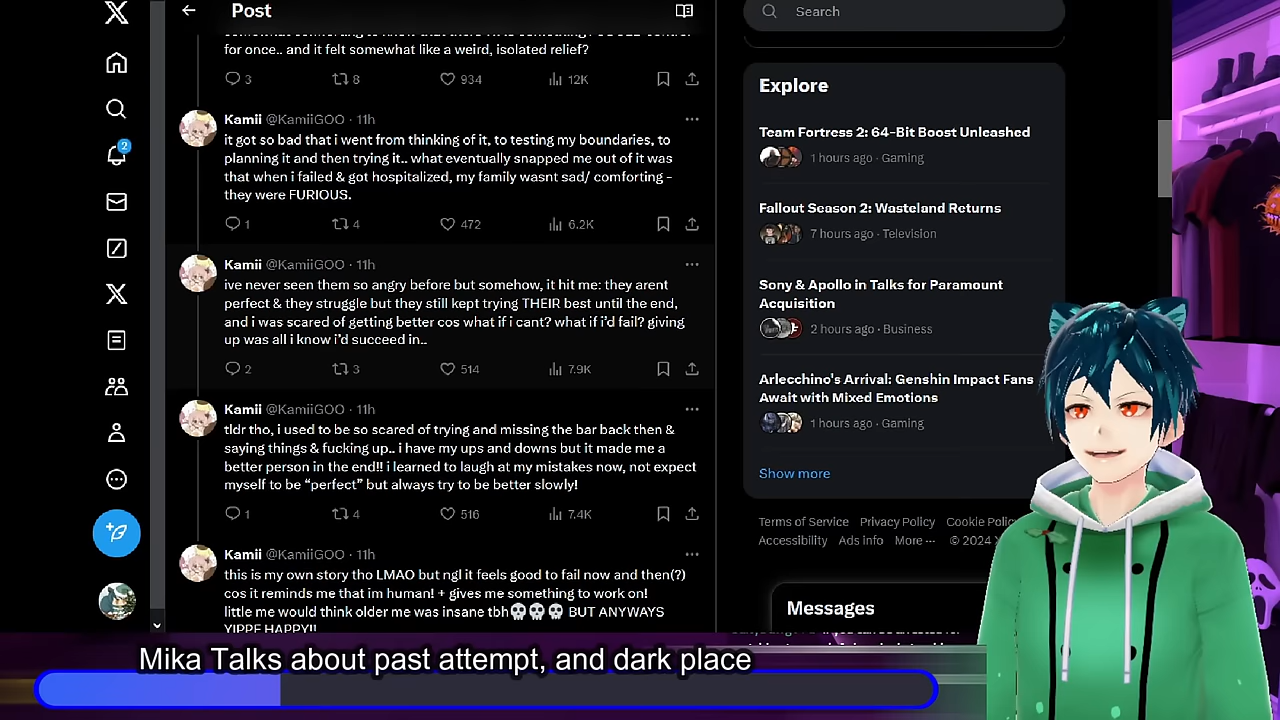 Post
Search
for once.. and it felt somewhat like a weird, isolated relief?
3 8 934 12K
Kamii @KamiiGOO · 11h
it got so bad that i went from thinking of it, to testing my boundaries, to
planning it and then trying it.. what eventually snapped me out of it was
that when i failed & got hospitalized, my family wasnt sad/ comforting -
they were FURIOUS.
1 4 472 6.2K
Kamii @KamiiGOO · 11h
ive never seen them so angry before but somehow, it hit me: they arent
perfect & they struggle but they still kept trying THEIR best until the end,
and i was scared of getting better cos what if i cant? what if i'd fail? giving
up was all i know i'd succeed in..
2 3 514 7.9K
Kamii @KamiiGOO · 11h
tldr tho, i used to be so scared of trying and missing the bar back then &
saying things & fucking up.. i have my ups and downs but it made me a
better person in the end!! i learned to laugh at my mistakes now, not expect
myself to be “perfect” but always try to be better slowly!
1 4 516 7.4K
Kamii @KamiiGOO · 11h
this is my own story tho LMAO but ngl it feels good to fail now and then(?)
cos it reminds me that im human! + gives me something to work on!
little me would think older me was insane tbh💀💀💀 BUT ANYWAYS
YIPPE HAPPY!!
2
Explore
Team Fortress 2: 64-Bit Boost Unleashed
1 hours ago · Gaming
Fallout Season 2: Wasteland Returns
7 hours ago · Television
Sony & Apollo in Talks for Paramount
Acquisition
2 hours ago · Business
Arlecchino's Arrival: Genshin Impact Fans
Await with Mixed Emotions
1 hours ago · Gaming
Show more
Terms of Service Privacy Policy Cookie
Accessibility Ads info More ··· © 2024 X
Messages
Mika Talks about past attempt, and dark place